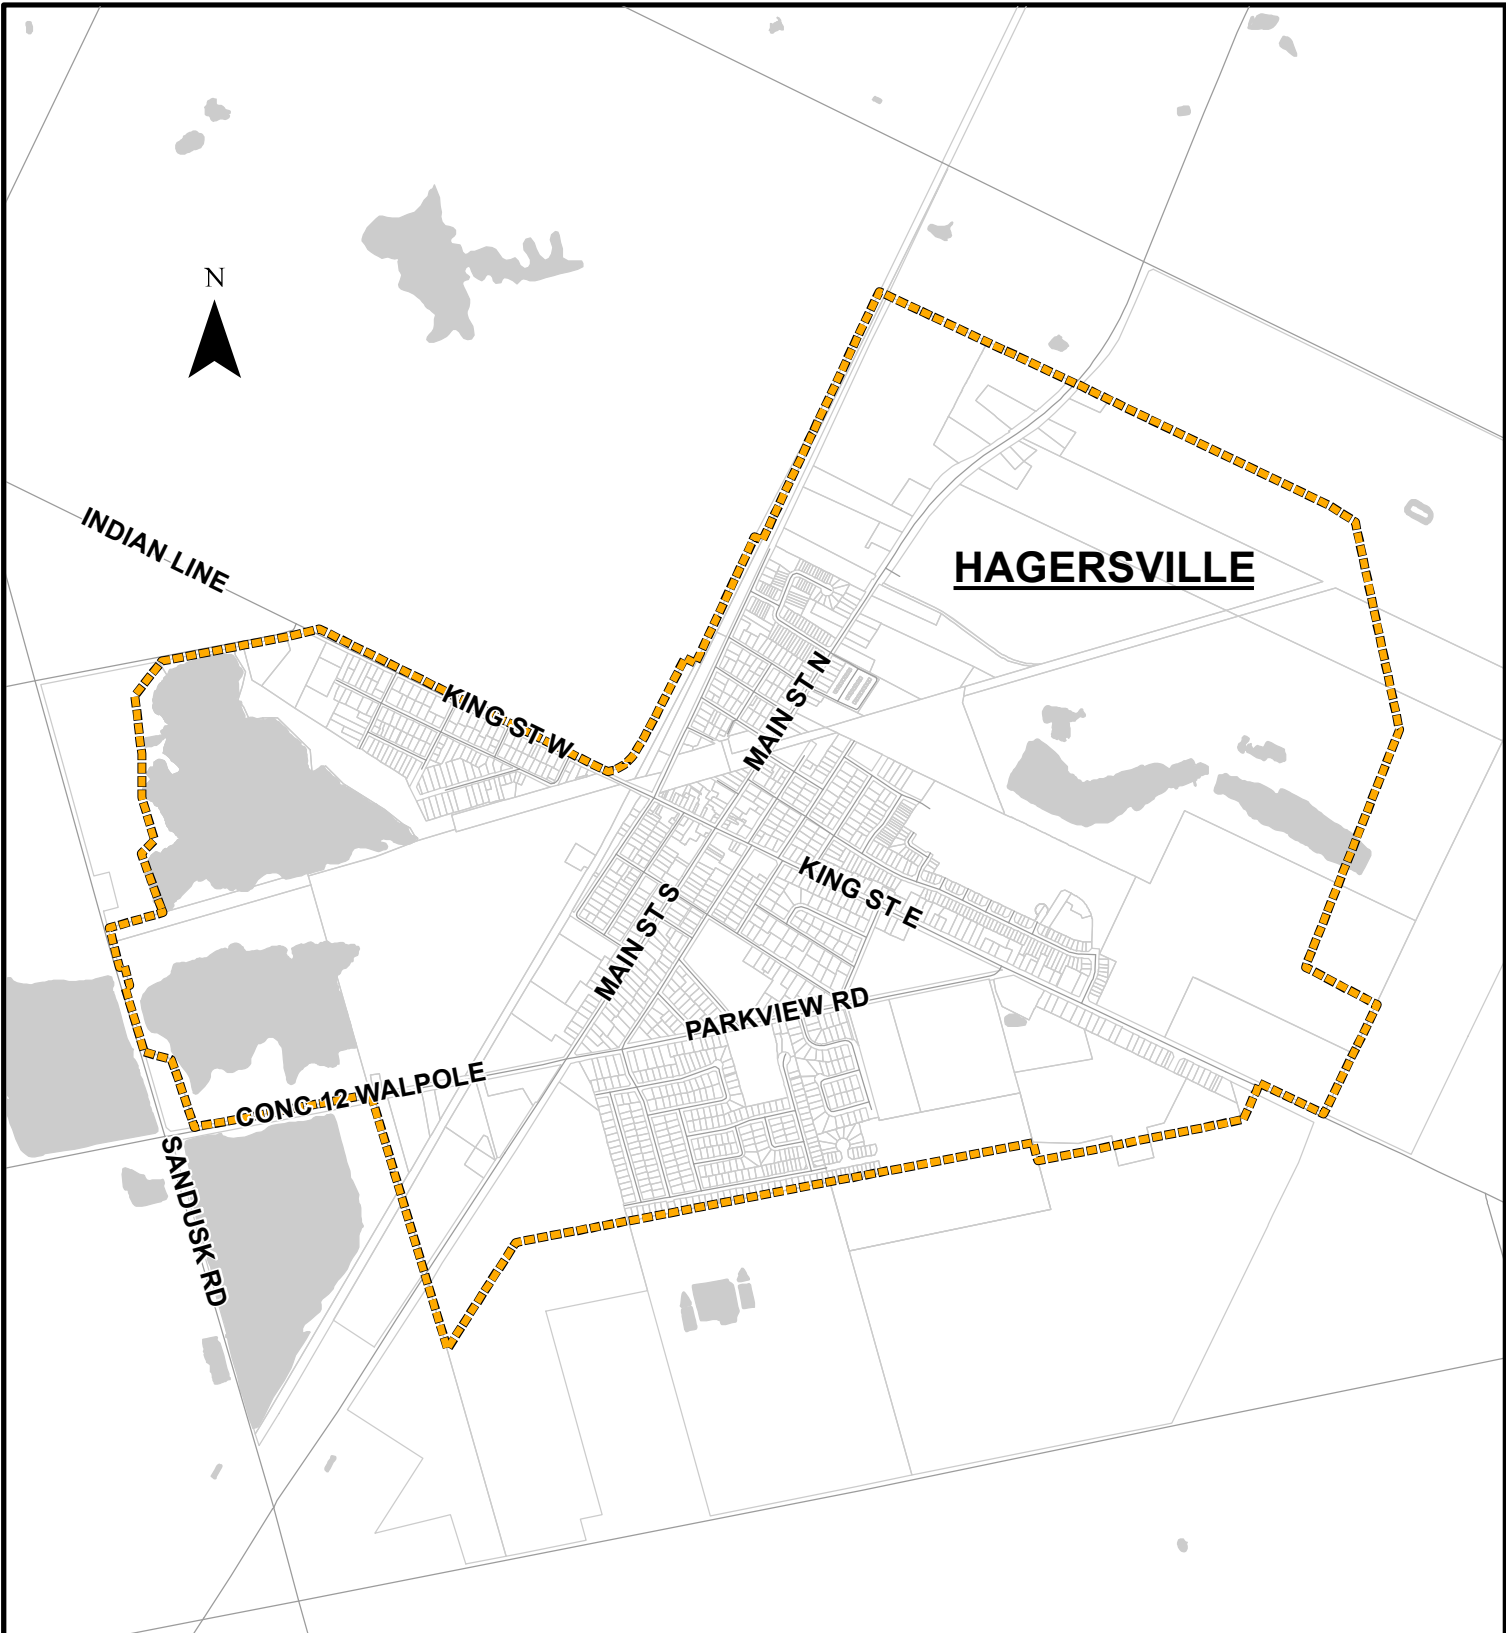 N
INDIAN LINE
HAGERSVILLE
KING ST W
MAIN ST N
KING ST E
MAIN ST S
PARKVIEW RD
CONC 12 WALPOLE
SANDUSK RD